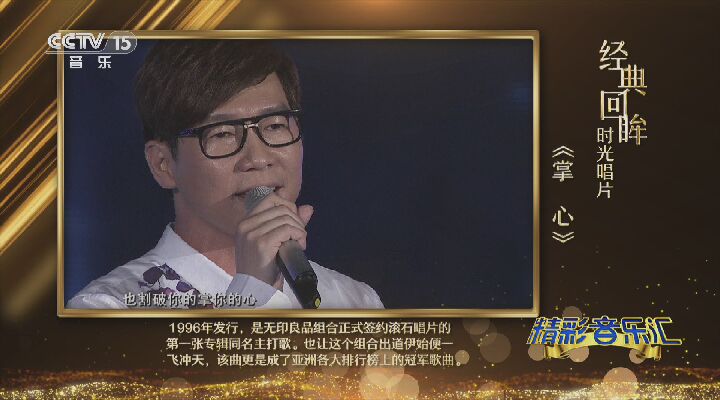 CCTV 15
音乐
经典回眸
时光唱片
《掌心》
也割破你的掌你的心
1996年发行，是无印良品组合正式签约滚石唱片的
第一张专辑同名主打歌。也让这个组合出道伊始便一
飞冲天，该曲更是成了亚洲各大排行榜上的冠军歌曲。
精彩音乐汇